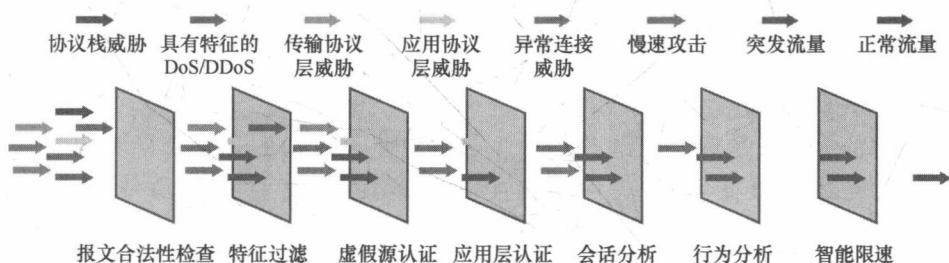 协议栈威胁 具有特征的 传输协议 应用协议 异常连接 慢速攻击 突发流量 正常流量
DoS/DDoS 层威胁 层威胁 威胁
报文合法性检查 特征过滤 虚假源认证 应用层认证 会话分析 行为分析 智能限速